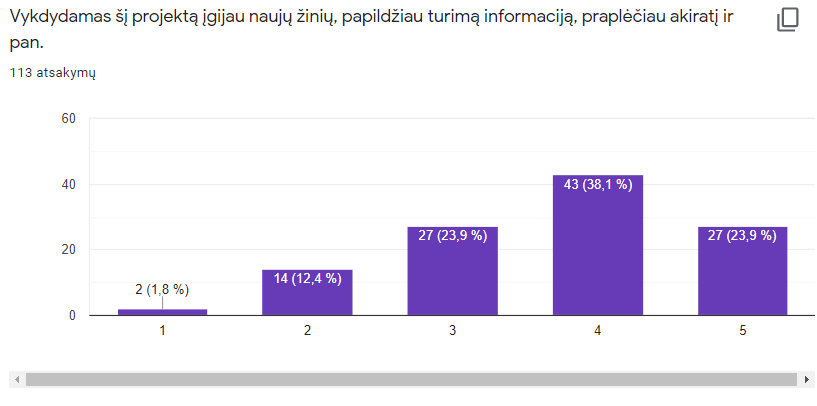 Vykdydamas šį projektą įgijau naujų žinių, papildžiau turimą informaciją, praplėčiau akiratį ir
pan.
113 atsakymų
60
40
20
0
2 (1,8 %)
14 (12,4 %)
27 (23,9 %)
43 (38,1 %)
27 (23,9 %)
1 2 3 4 5